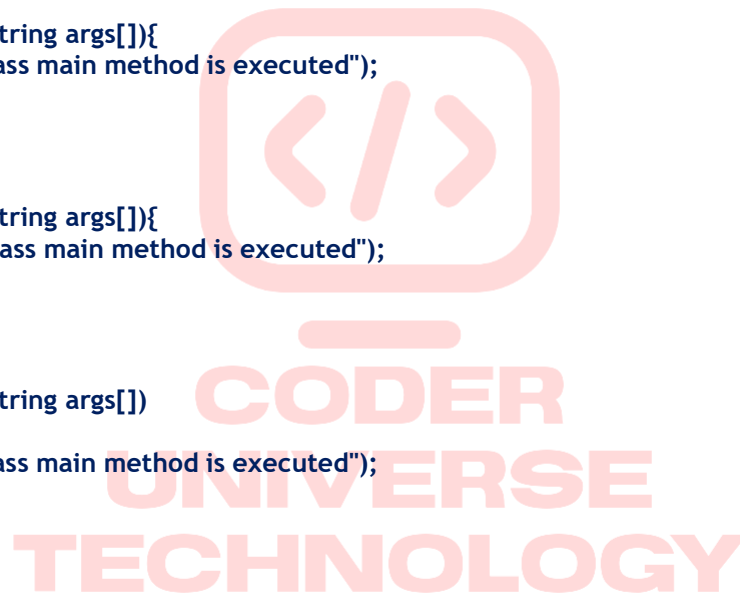 tring args[]){
ass main method is executed");
tring args[]){
ass main method is executed");
tring args[])
ass main method is executed");
CODER
UNIVERSE
TECHNOLOGY